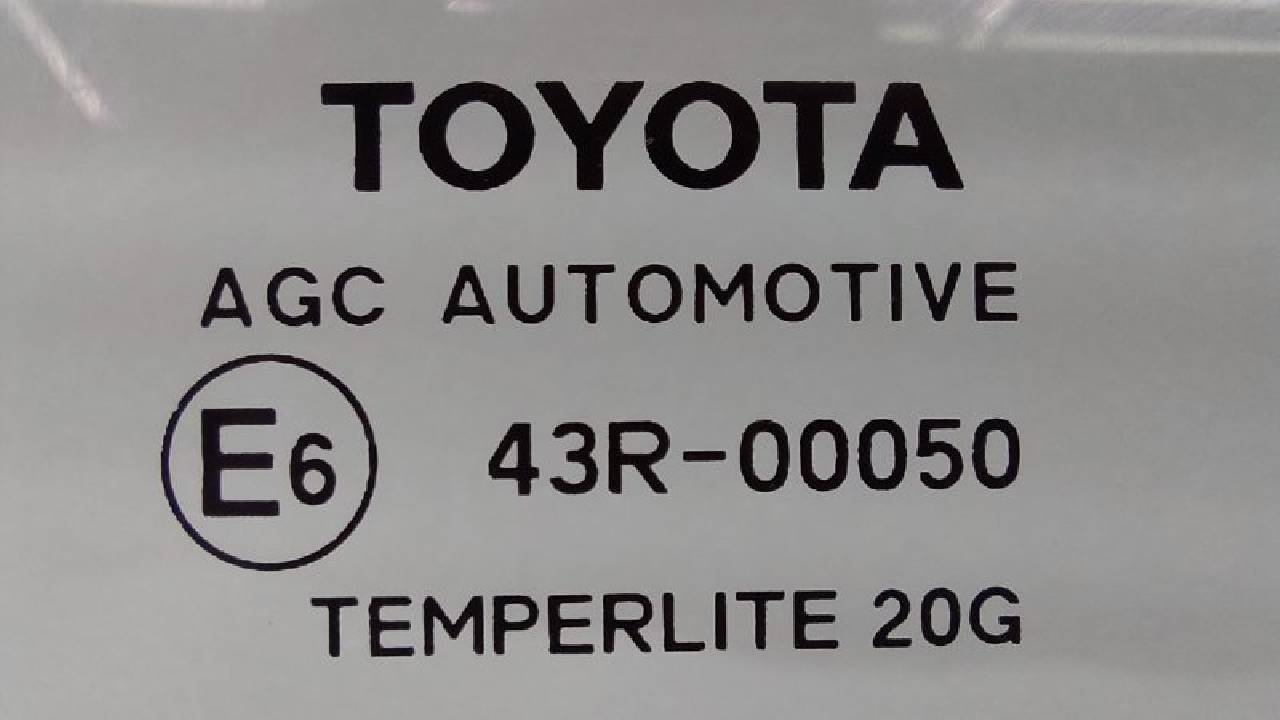 TOYOTA
AGC AUTOMOTIVE
E6 43R-00050
TEMPERLITE 20G